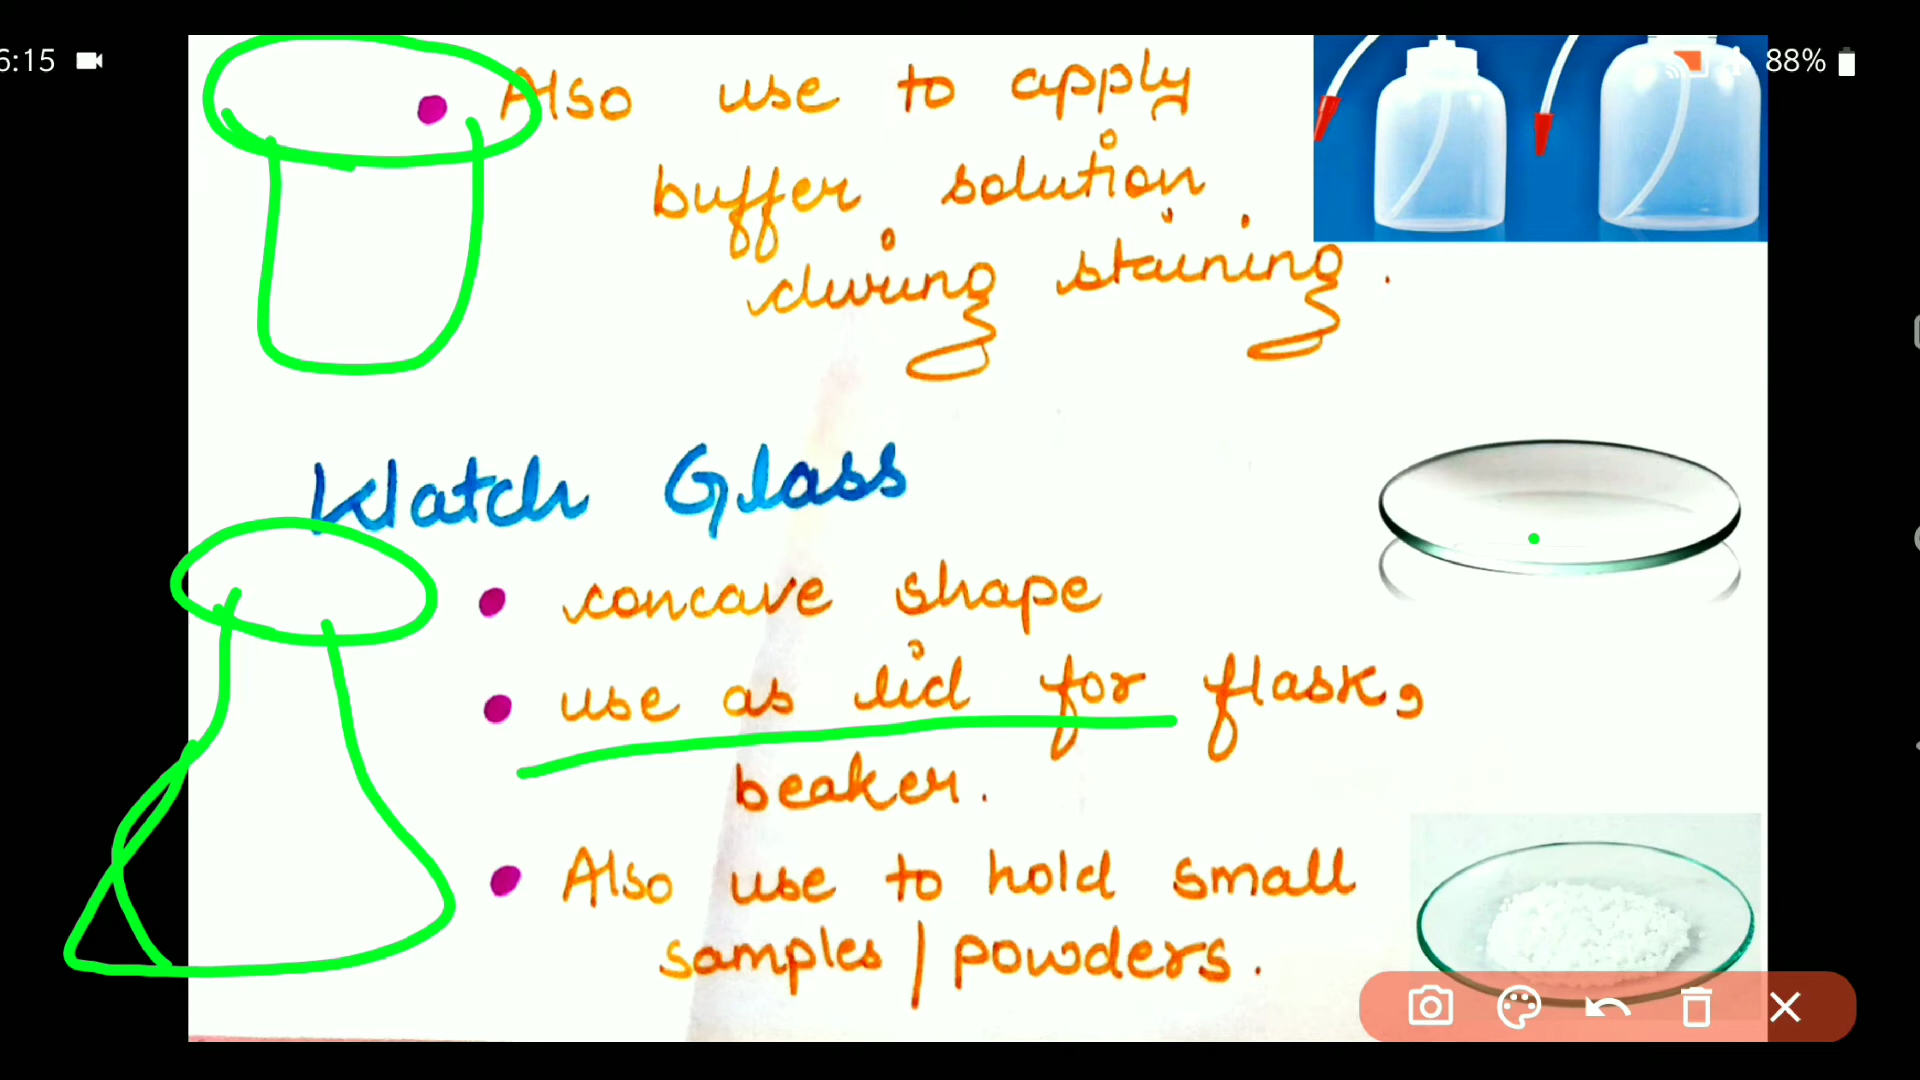 6:15
88%
Also use to apply
buffer solution
during staining.
Watch Glass
concave shape
use as lid for flask,
beaker.
Also use to hold small
samples/powders.